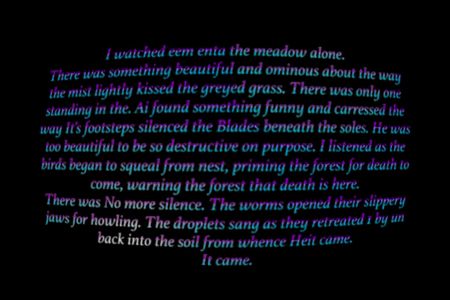 I watched eem enta the meadow alone.
There was something beautiful and ominous about the way
the mist lightly kissed the greyed grass. There was only one
standing in the. Ai found something funny and carressed the
way It's footsteps silenced the Blades beneath the soles. He was
too beautiful to be so destructive on purpose. I listened as the
birds began to squeal from nest, priming the forest for death to
come, warning the forest that death is here.
There was No more silence. The worms opened their slippery
jaws for howling. The droplets sang as they retreated 1 by un
back into the soil from whence Heit came.
It came.